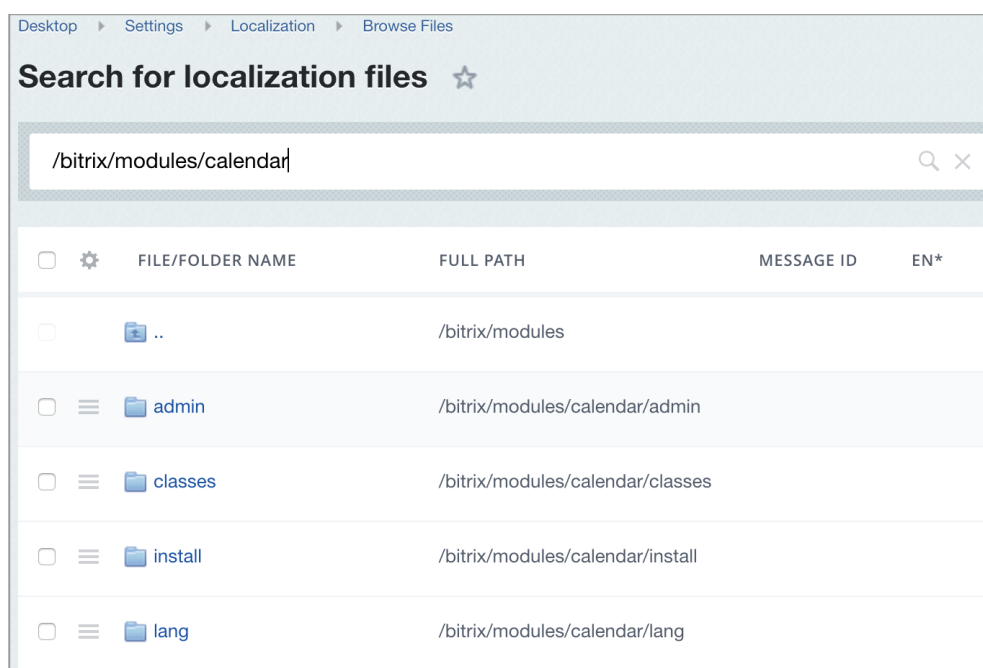 Desktop Settings Localization Browse Files
Search for localization files
/bitrix/modules/calendar
FILE/FOLDER NAME FULL PATH MESSAGE ID EN*
.. /bitrix/modules
admin /bitrix/modules/calendar/admin
classes /bitrix/modules/calendar/classes
install /bitrix/modules/calendar/install
lang /bitrix/modules/calendar/lang